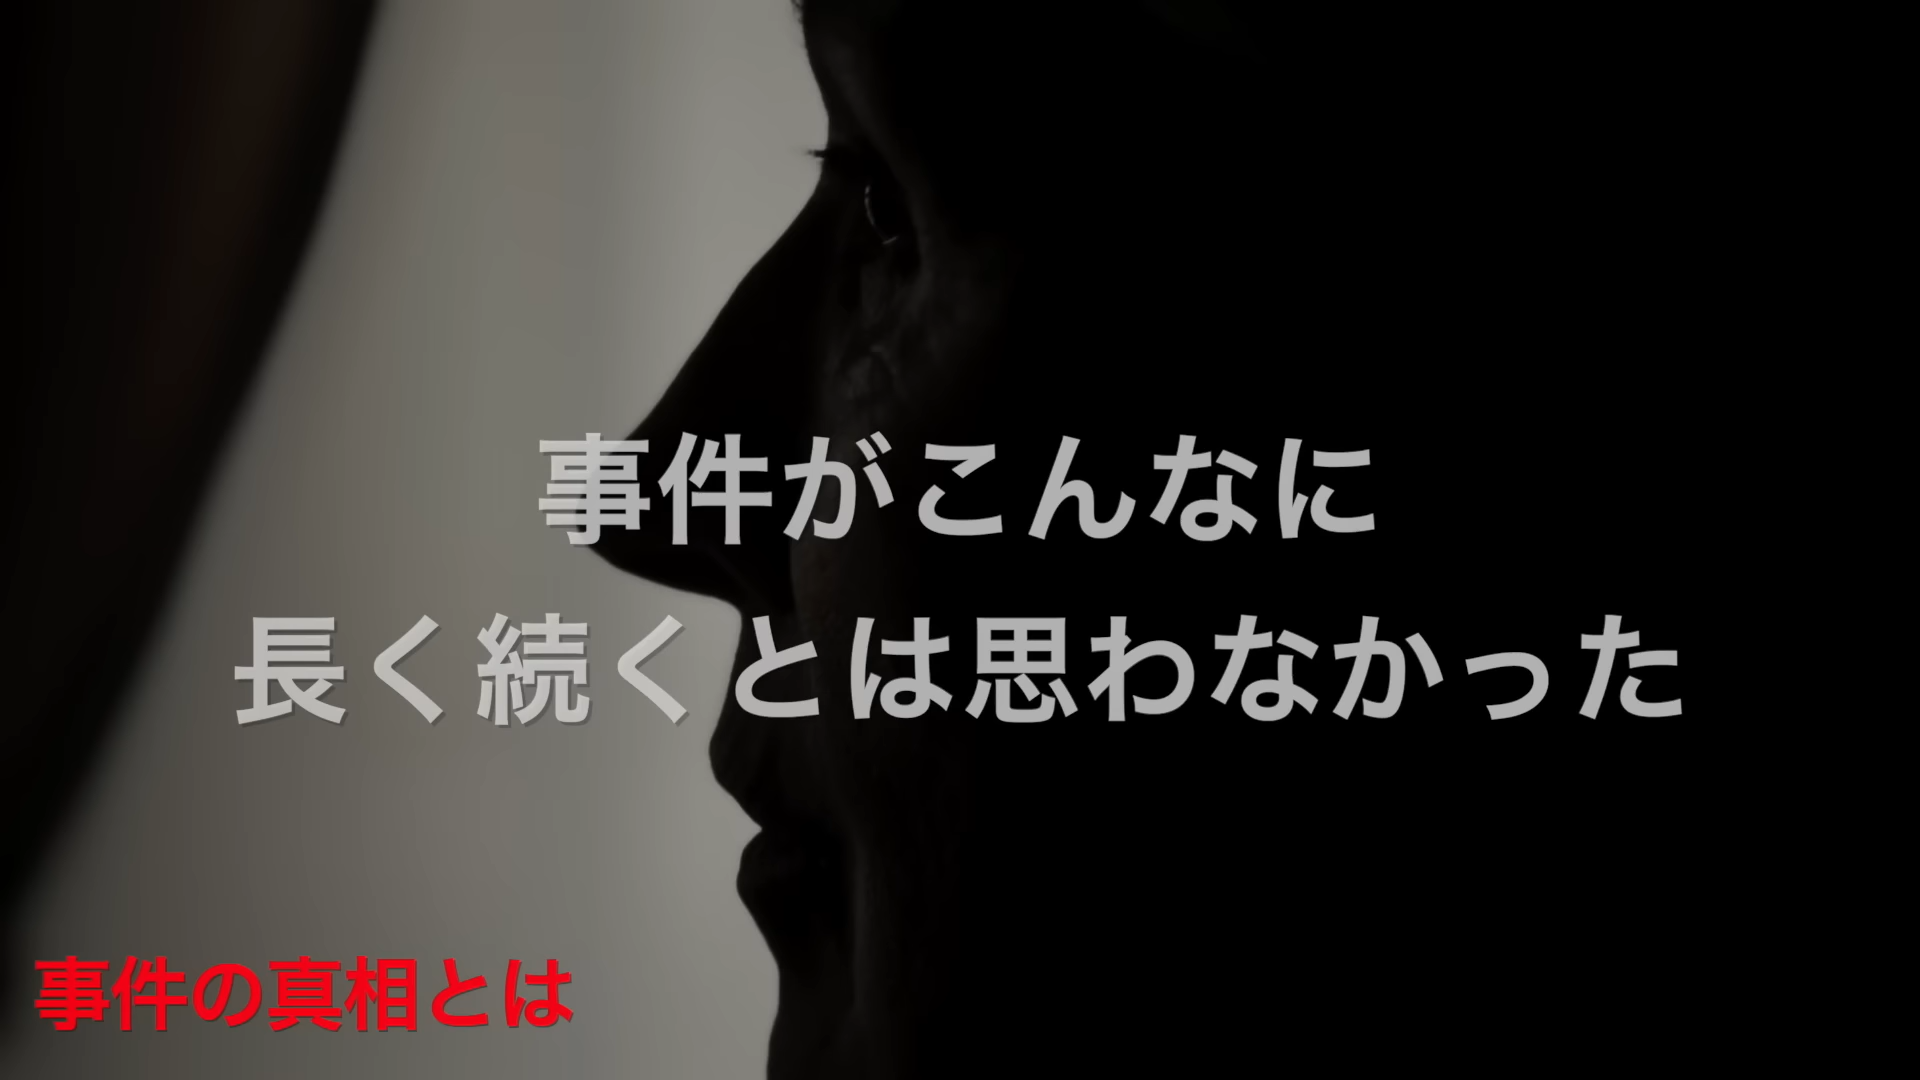 事件がこんなに
長く続くとは思わなかった
事件の真相とは